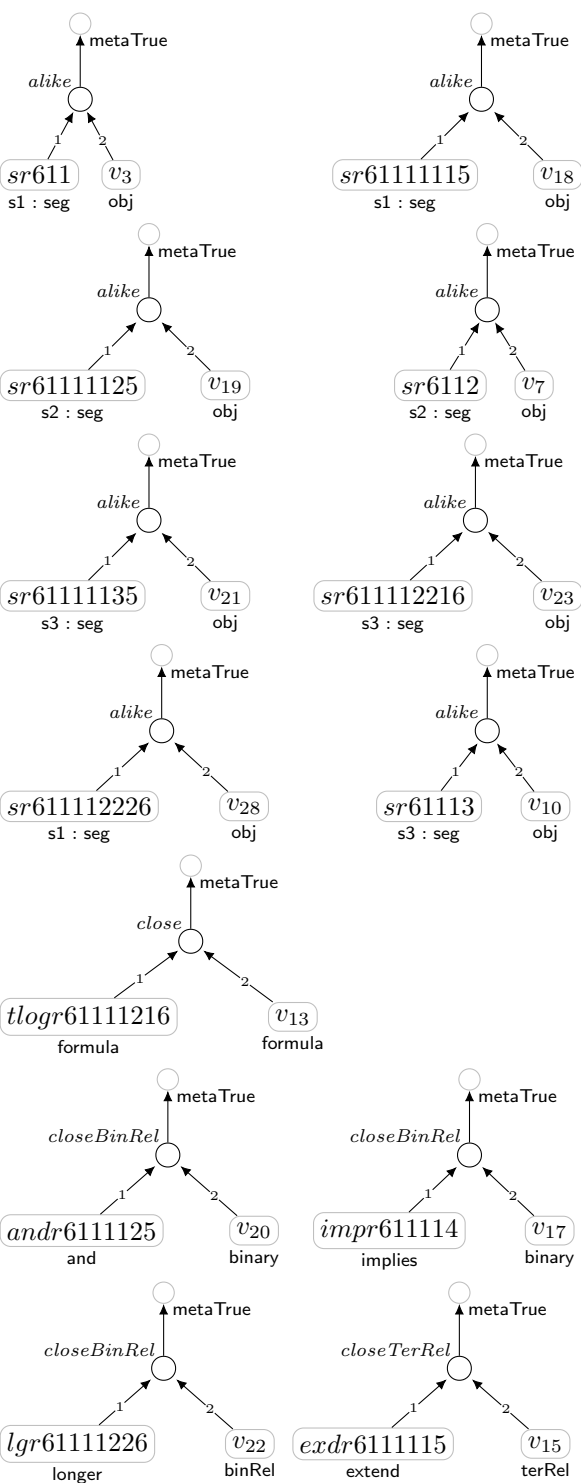 metaTrue metaTrue
alike alike
1 2 1 2
sr611 v3 sr61111115 v18
s1 : seg obj s1 : seg obj
metaTrue metaTrue
alike alike
1 2 1 2
sr61111125 v19 sr6112 v7
s2 : seg obj s2 : seg obj
metaTrue metaTrue
alike alike
1 2 1 2
sr61111135 v21 sr611112216 v23
s3 : seg obj s3 : seg obj
metaTrue metaTrue
alike alike
1 2 1 2
sr611112226 v28 sr61113 v10
s1 : seg obj s3 : seg obj
metaTrue
close
1 2
tlogr61111216 v13
formula formula
metaTrue metaTrue
closeBinRel closeBinRel
1 2 1 2
andr6111125 v20 impr611114 v17
and binary implies binary
metaTrue metaTrue
closeBinRel closeTerRel
1 2 1 2
lgr61111226 v22 exdr6111115 v15
longer binRel extend terRel